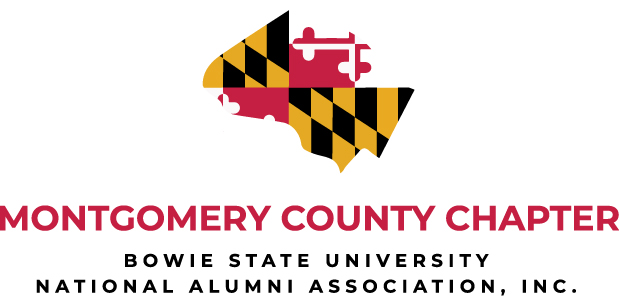 MONTGOMERY COUNTY CHAPTER
BOWIE STATE UNIVERSITY
NATIONAL ALUMNI ASSOCIATION, INC.